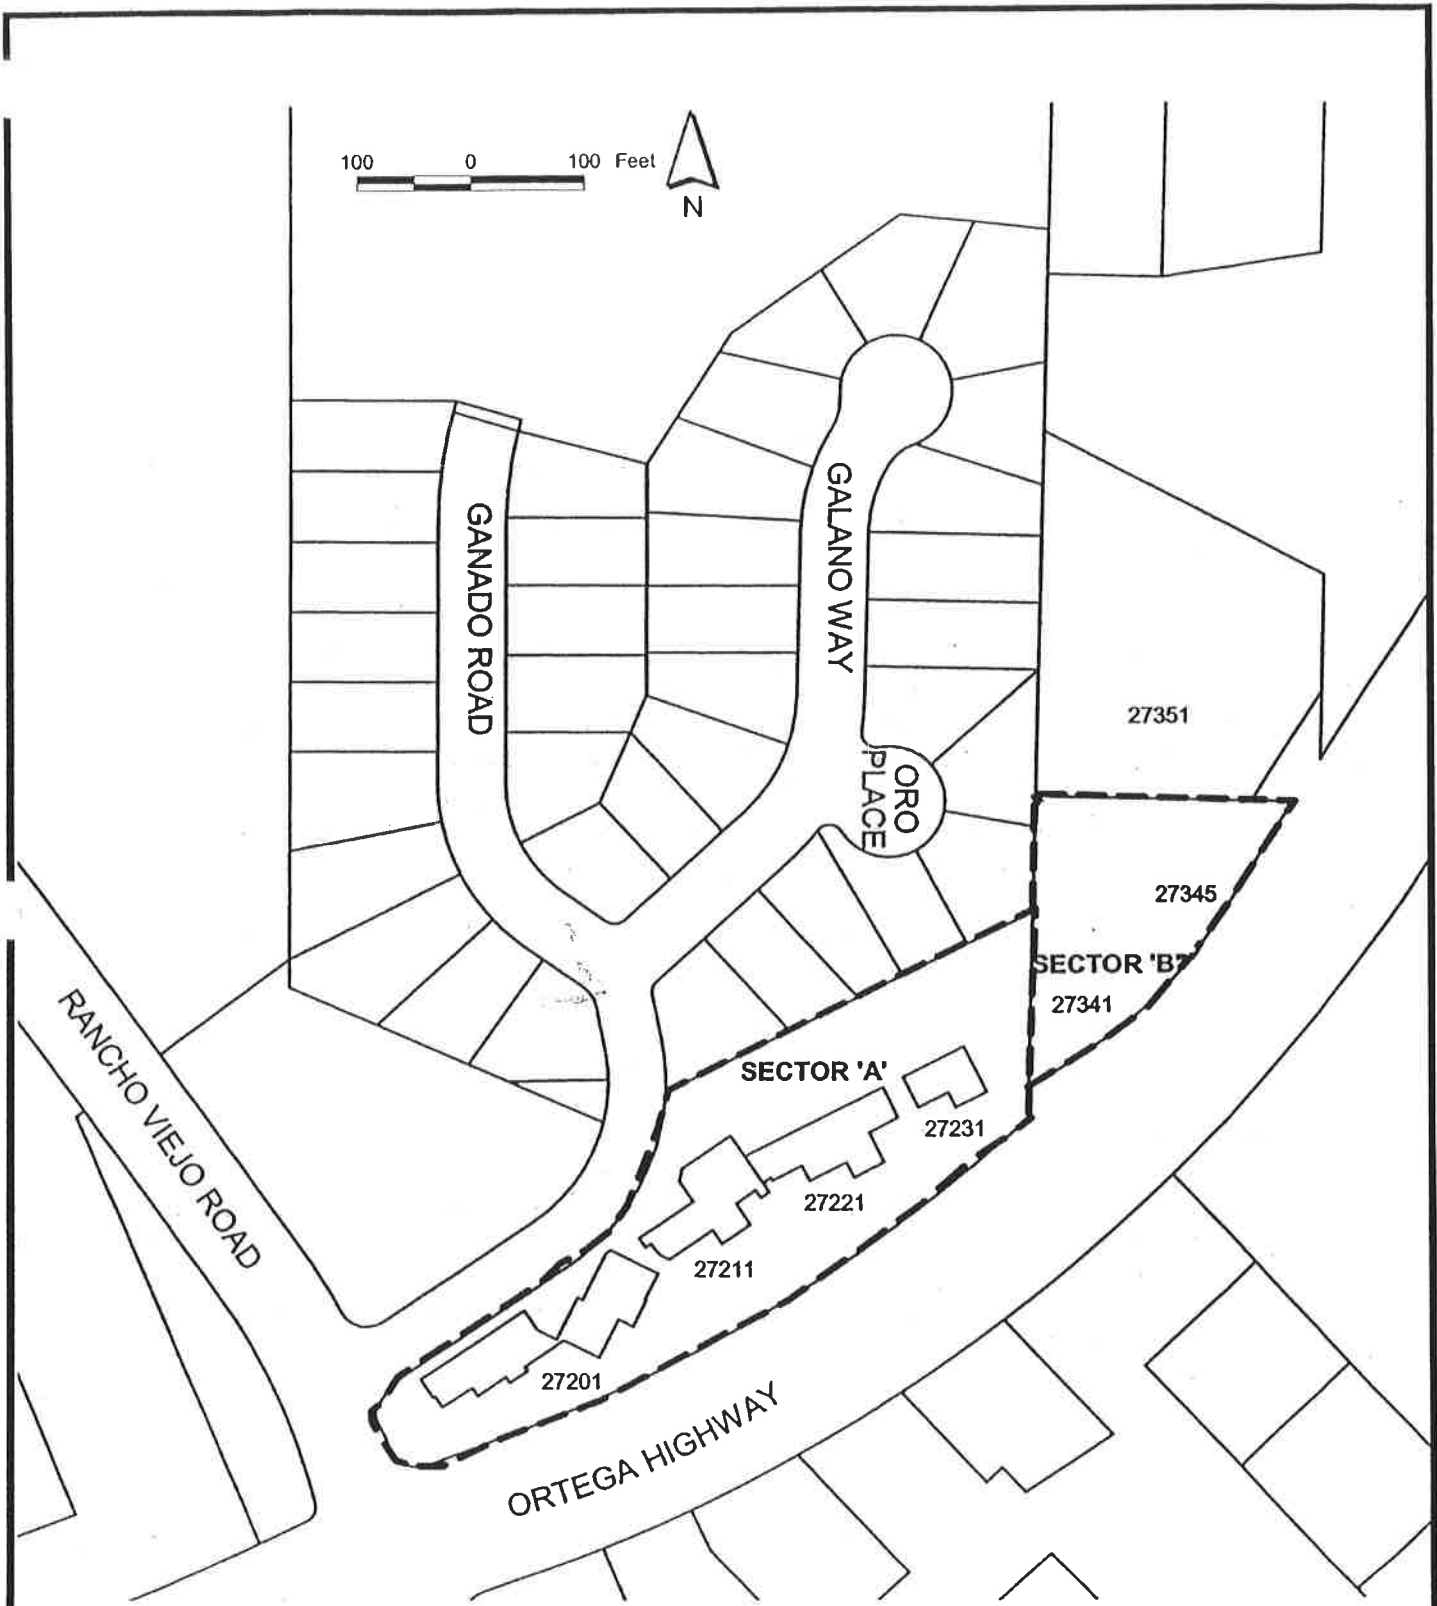 100 0 100 Feet
N
GANADO ROAD
GALANO WAY
ORO
PLACE
27351
27345
SECTOR 'B'
27341
RANCHO VIEJO ROAD
SECTOR 'A'
27231
27221
27211
27201
ORTEGA HIGHWAY